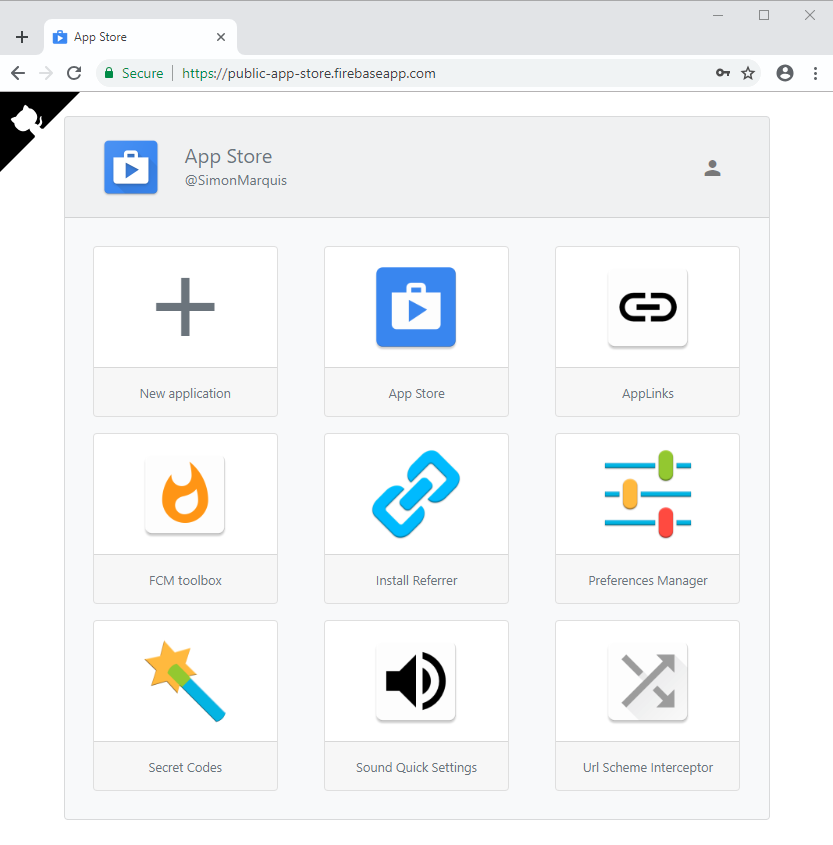 App Store
Secure https://public-app-store.firebaseapp.com
App Store
@SimonMarquis
New application
App Store
AppLinks
FCM toolbox
Install Referrer
Preferences Manager
Secret Codes
Sound Quick Settings
Url Scheme Interceptor